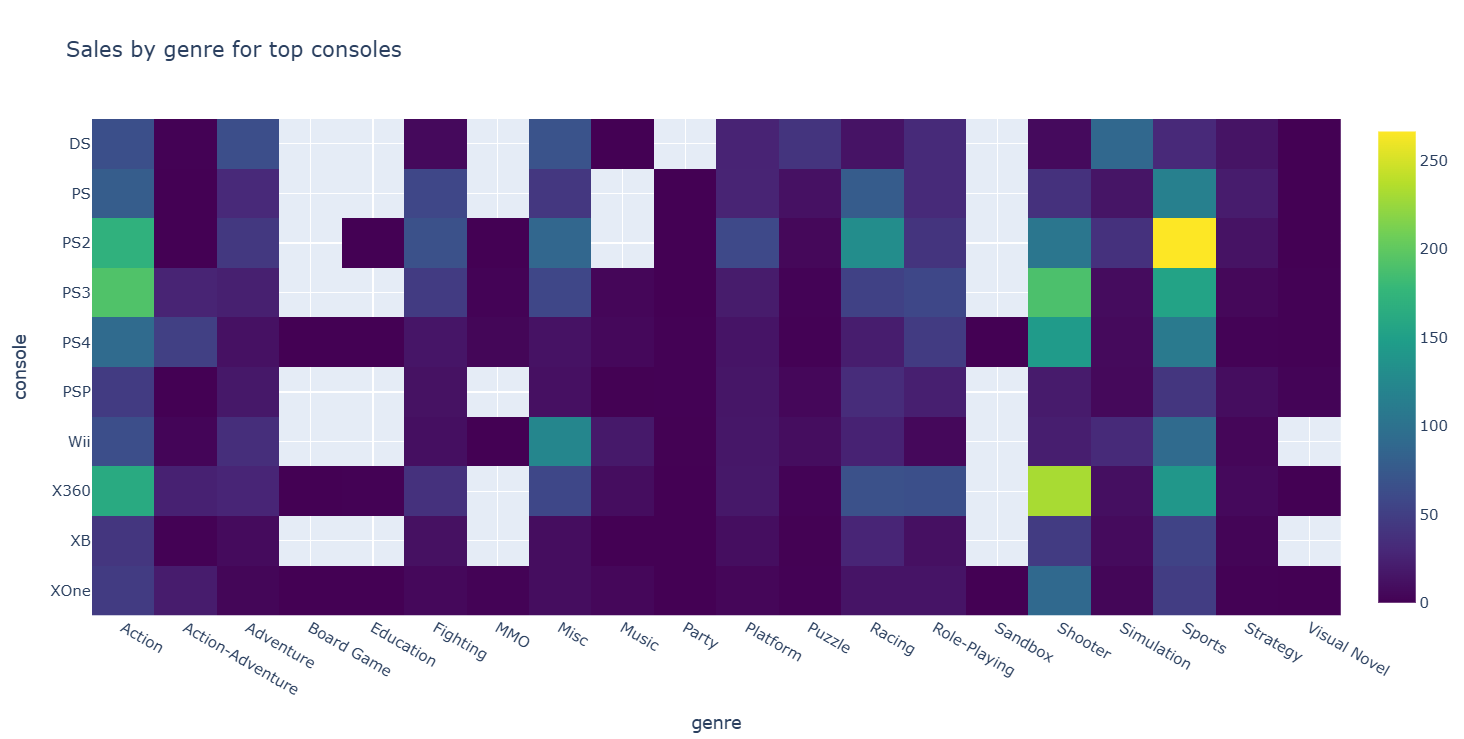 Sales by genre for top consoles
DS
PS
PS2
PS3
PS4
PSP
Wii
X360
XB
XOne
console
Action
Action-Adventure
Adventure
Board Game
Education
Fighting
MMO
Misc
Music
Party
Platform
Puzzle
Racing
Role-Playing
Sandbox
Shooter
Simulation
Sports
Strategy
Visual Novel
genre
250
200
150
100
50
0